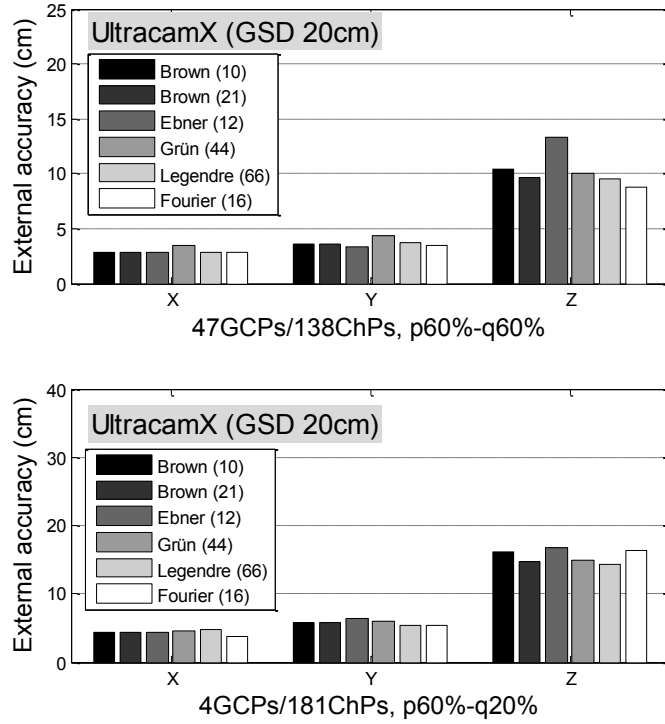 25
20
15
10
5
0
External accuracy (cm)
UltracamX (GSD 20cm)
Brown (10)
Brown (21)
Ebner (12)
Grün (44)
Legendre (66)
Fourier (16)
X Y Z
47GCPs/138ChPs, p60%-q60%
40
30
20
10
0
External accuracy (cm)
UltracamX (GSD 20cm)
Brown (10)
Brown (21)
Ebner (12)
Grün (44)
Legendre (66)
Fourier (16)
X Y Z
4GCPs/181ChPs, p60%-q20%